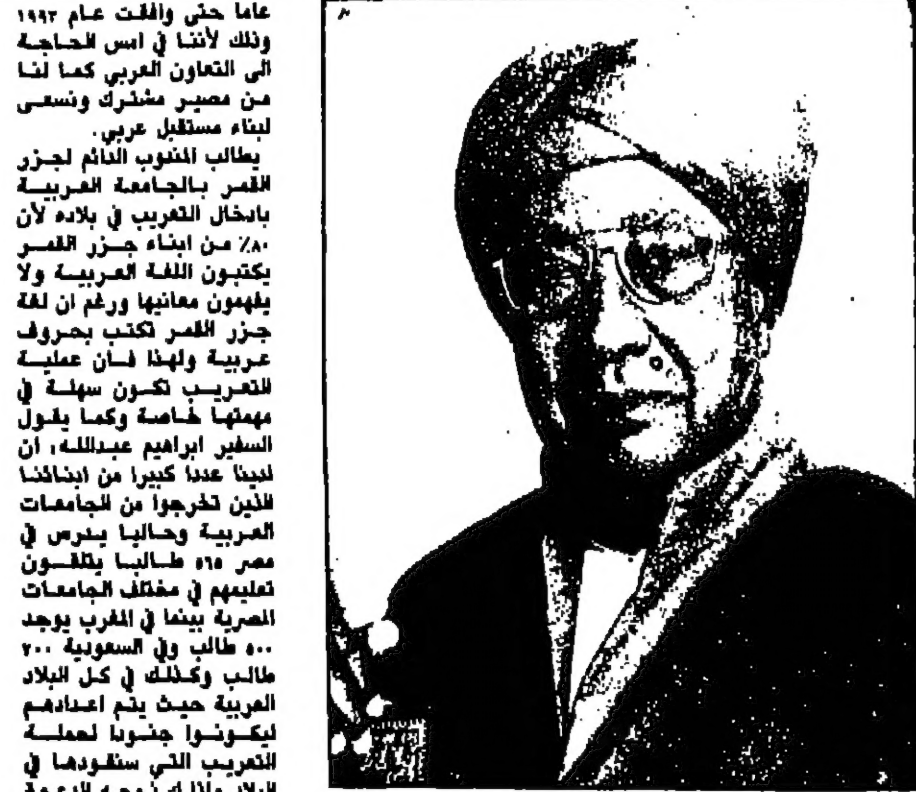 عاما حتى وافقت عام ١٩٩٣
وذلك لأننا في امس الحاجة
الى التعاون العربي كما لنا
من مصير مشترك ونسعى
لبناء مستقبل عربي.
يطالب المندوب الدائم لجزر
القمر بالجامعة العربية
بادخال التعريب في بلاده لأن
٨٠٪ من ابناء جزر القمر
يكتبون اللغة العربية ولا
يفهمون معانيها ورغم ان لغة
جزر القمر تكتب بحروف
عربية ولهذا فان عملية
التعريب تكون سهلة في
مهمتها خاصة وكما يقول
السفير ابراهيم عبدالله، ان
لدينا عددا كبيرا من ابنائنا
الذين تخرجوا من الجامعات
العربية وحاليا يدرس في
مصر ٥٦٥ طالبا يتلقون
تعليمهم في مختلف الجامعات
المصرية بينما في المغرب يوجد
٥٠٠ طالب وفي السعودية ٢٠٠
طالب وكذلك في كل البلاد
العربية حيث يتم اعدادهم
ليكونوا جنودا لحملة
التعريب التي سنقودها في